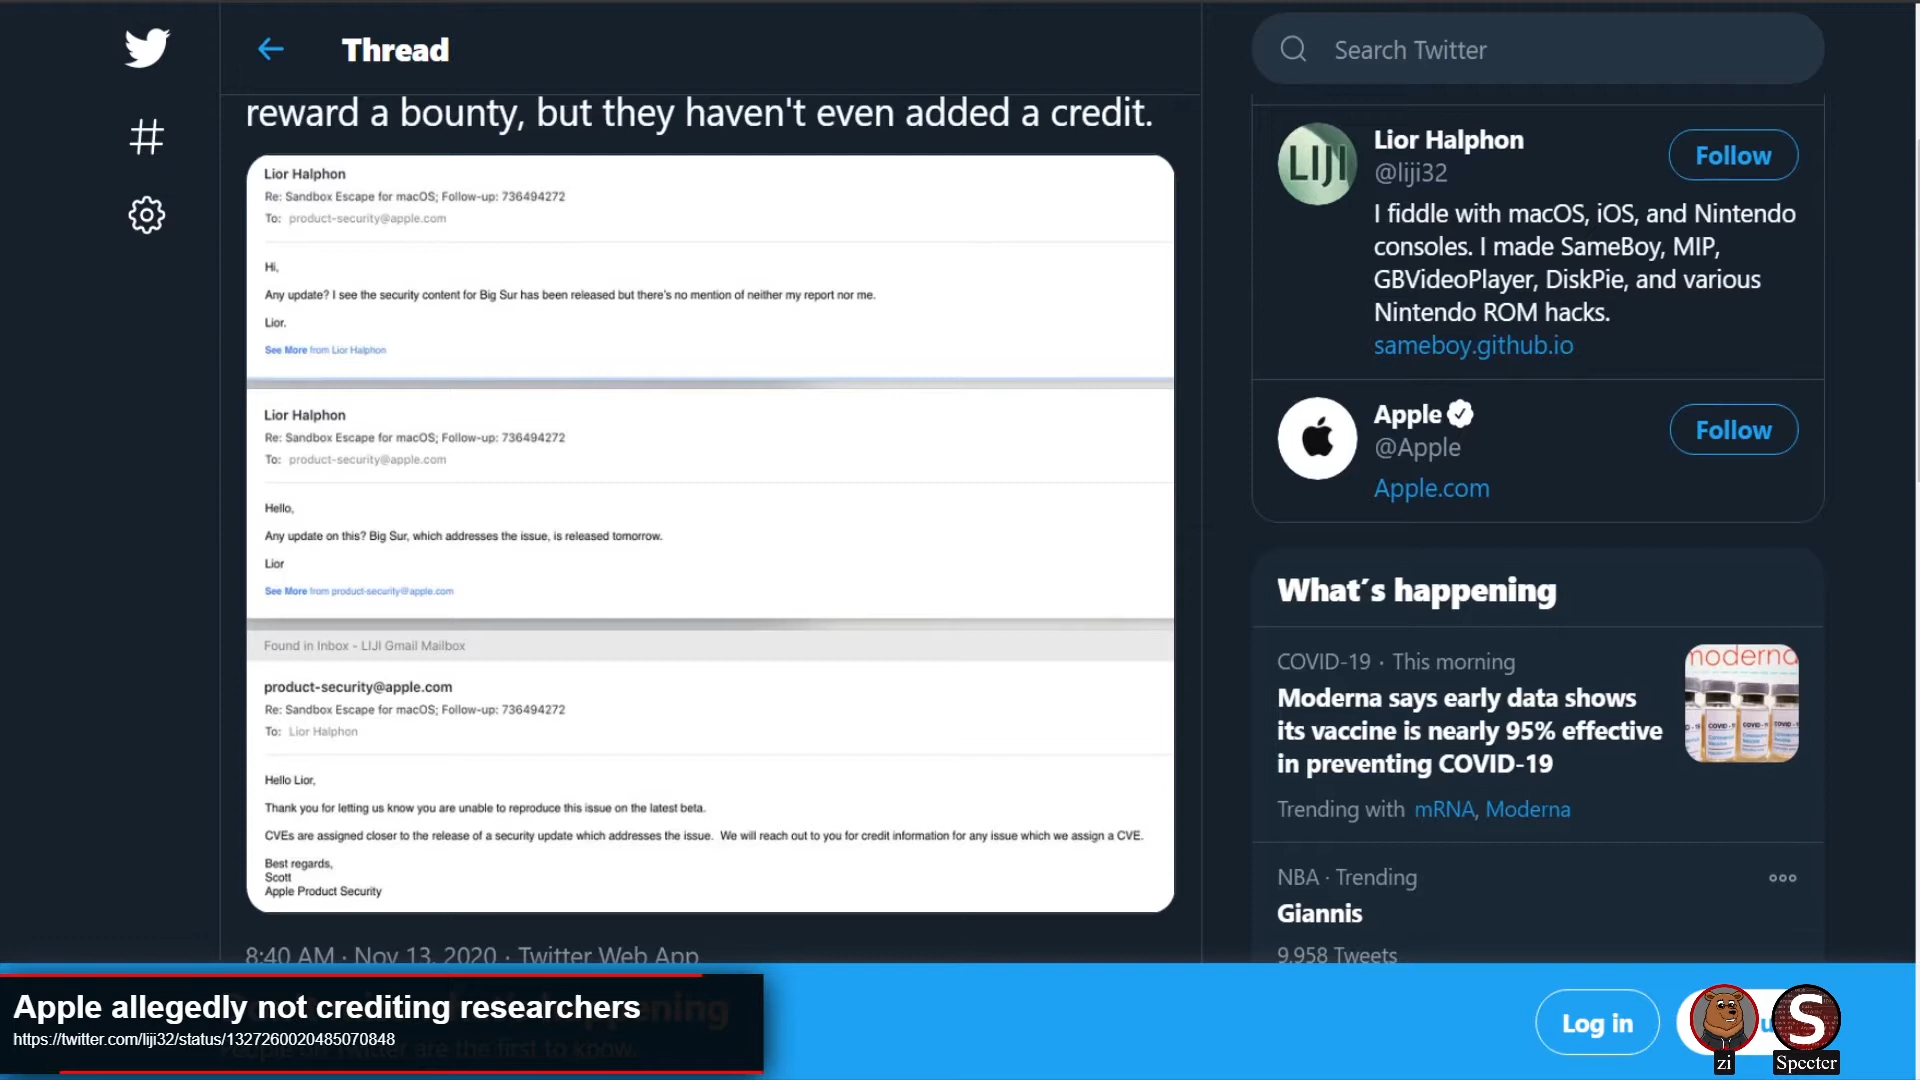 Thread
Search Twitter
reward a bounty, but they haven't even added a credit.
Lior Halphon
Re: Sandbox Escape for macOS; Follow-up: 736494272
To: product-security@apple.com
Hi,
Any update? I see the security content for Big Sur has been released but there's no mention of neither my report nor me.
Lior.
See More from Lior Halphon
Lior Halphon
Re: Sandbox Escape for macOS; Follow-up: 736494272
To: product-security@apple.com
Hello,
Any update on this? Big Sur, which addresses the issue, is released tomorrow.
Lior
See More from product-security@apple.com
Found in Inbox - LIJI Gmail Mailbox
product-security@apple.com
Re: Sandbox Escape for macOS; Follow-up: 736494272
To: Lior Halphon
Hello Lior,
Thank you for letting us know you are unable to reproduce this issue on the latest beta.
CVEs are assigned closer to the release of a security update which addresses the issue. We will reach out to you for credit information for any issue which we assign a CVE.
Best regards,
Scott
Apple Product Security
8:40 AM · Nov 13, 2020 · Twitter Web App
LIJI
Lior Halphon
@liji32
Follow
I fiddle with macOS, iOS, and Nintendo
consoles. I made SameBoy, MIP,
GBVideoPlayer, DiskPie, and various
Nintendo ROM hacks.
sameboy.github.io
Apple
@Apple
Follow
Apple.com
What's happening
COVID-19 · This morning
Moderna says early data shows
its vaccine is nearly 95% effective
in preventing COVID-19
Trending with mRNA, Moderna
moderna
NBA · Trending
Giannis
9,958 Tweets
Apple allegedly not crediting researchers
https://twitter.com/liji32/status/1327260020485070848
people on Twitter are the first to know.
Log in
S
zi
Specter